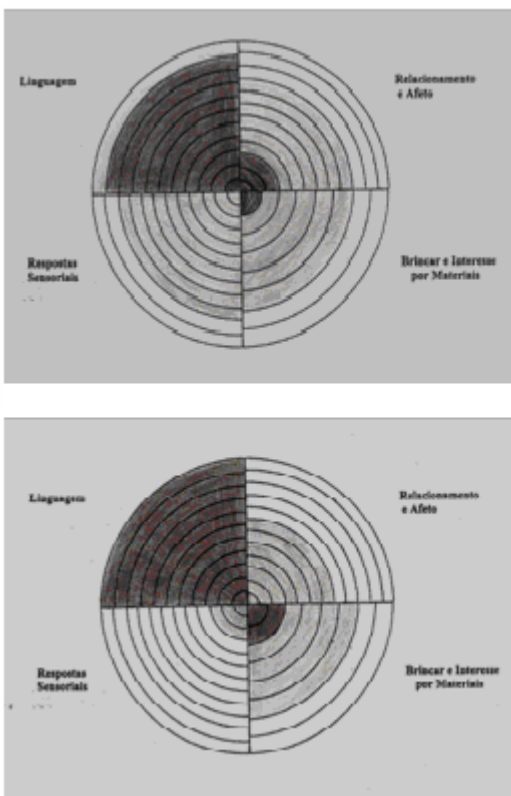 Linguagem
Relacionamento
e Afeto
Respostas
Sensoriais
Brincar e Interesse
por Materiais
Linguagem
Relacionamento
e Afeto
Respostas
Sensoriais
Brincar e Interesse
por Materiais